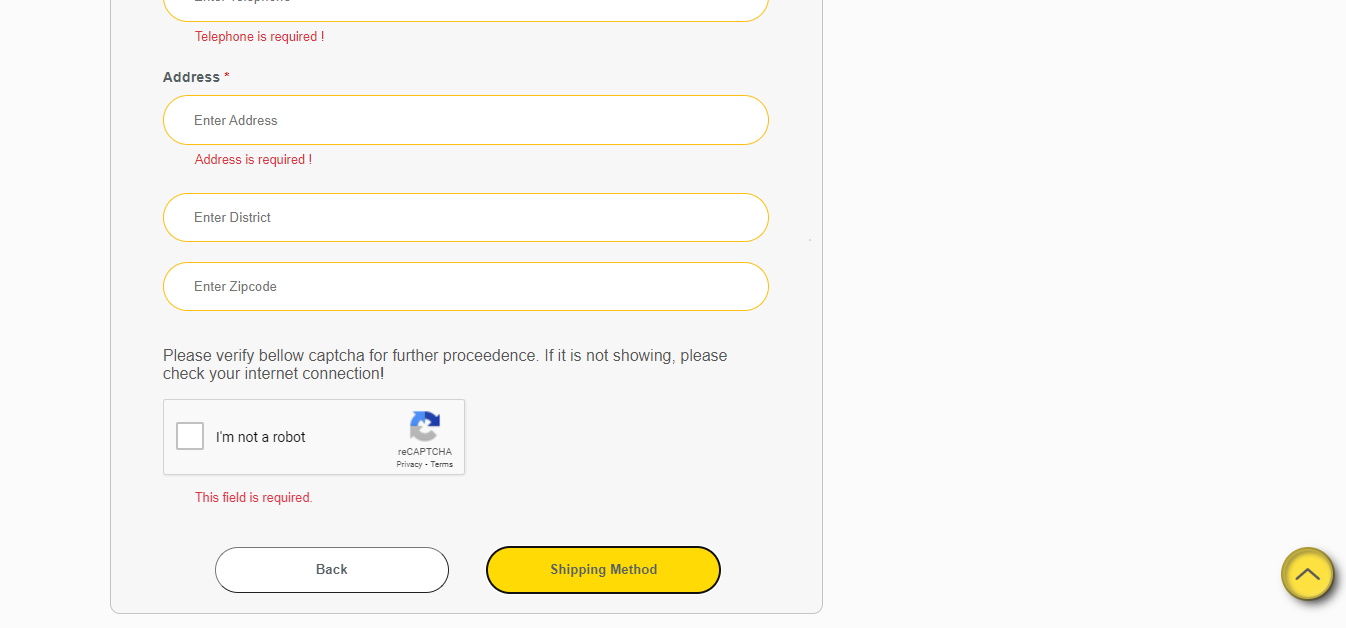 Enter Telephone
Telephone is required !
Address *
Enter Address
Address is required !
Enter District
Enter Zipcode
Please verify bellow captcha for further proceedence. If it is not showing, please
check your internet connection!
I'm not a robot
reCAPTCHA
Privacy - Terms
This field is required.
Back
Shipping Method